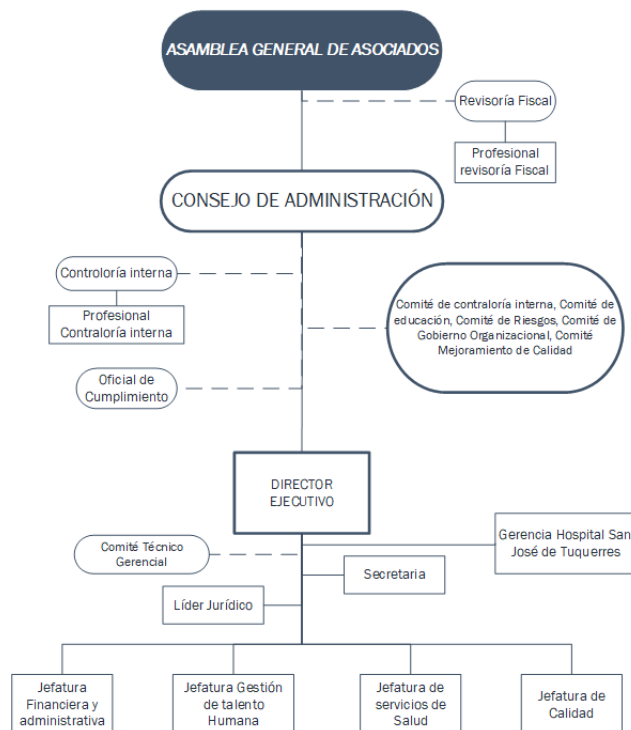 ASAMBLEA GENERAL DE ASOCIADOS
Revisoría Fiscal
Profesional
revisoría Fiscal
CONSEJO DE ADMINISTRACIÓN
Controloría interna
Profesional
Contraloría interna
Comité de contraloría interna, Comité de
educación, Comité de Riesgos, Comité de
Gobierno Organizacional, Comité
Mejoramiento de Calidad
Oficial de
Cumplimiento
DIRECTOR
EJECUTIVO
Comité Técnico
Gerencial
Gerencia Hospital San
José de Tuquerres
Secretaria
Líder Jurídico
Jefatura
Financiera y
administrativa
Jefatura Gestión
de talento
Humana
Jefatura de
servicios de
Salud
Jefatura de
Calidad